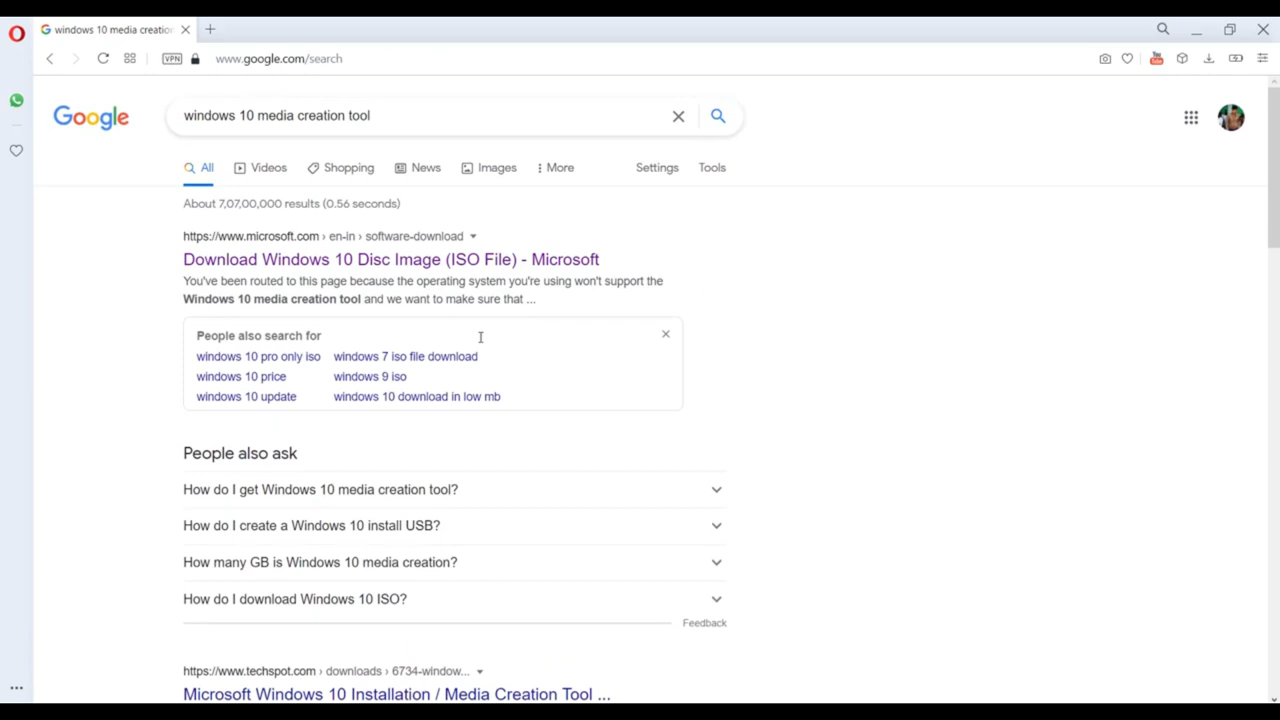 windows 10 media creation
VPN
www.google.com/search
You Tube
Google
windows 10 media creation tool
All
Videos
Shopping
News
Images
More
Settings
Tools
About 7,07,00,000 results (0.56 seconds)
https://www.microsoft.com › en-in › software-download
Download Windows 10 Disc Image (ISO File) - Microsoft
You've been routed to this page because the operating system you're using won't support the
Windows 10 media creation tool and we want to make sure that ...
People also search for
windows 10 pro only iso windows 7 iso file download
windows 10 price windows 9 iso
windows 10 update windows 10 download in low mb
People also ask
How do I get Windows 10 media creation tool?
How do I create a Windows 10 install USB?
How many GB is Windows 10 media creation?
How do I download Windows 10 ISO?
Feedback
https://www.techspot.com › downloads › 6734-window...
Microsoft Windows 10 Installation / Media Creation Tool ...